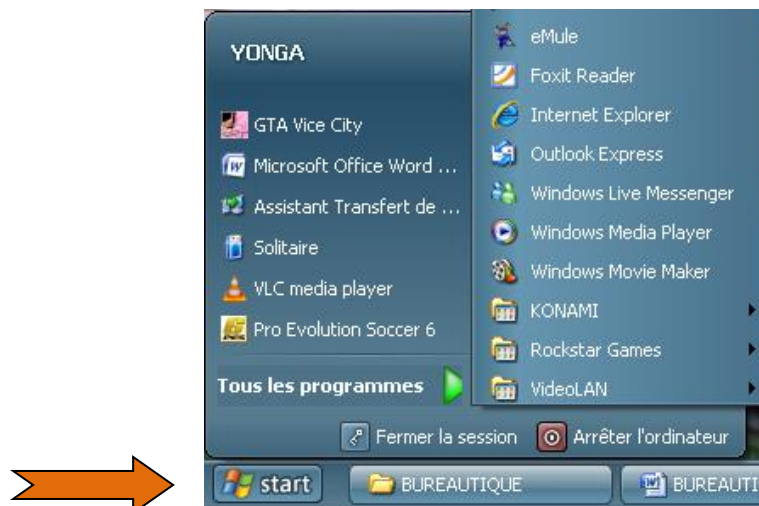 YONGA
GTA Vice City
Microsoft Office Word ...
Assistant Transfert de ...
Solitaire
VLC media player
Pro Evolution Soccer 6
Tous les programmes
eMule
Foxit Reader
Internet Explorer
Outlook Express
Windows Live Messenger
Windows Media Player
Windows Movie Maker
KONAMI
Rockstar Games
VideoLAN
Fermer la session Arrêter l'ordinateur
start BUREAUTIQUE BUREAUTI